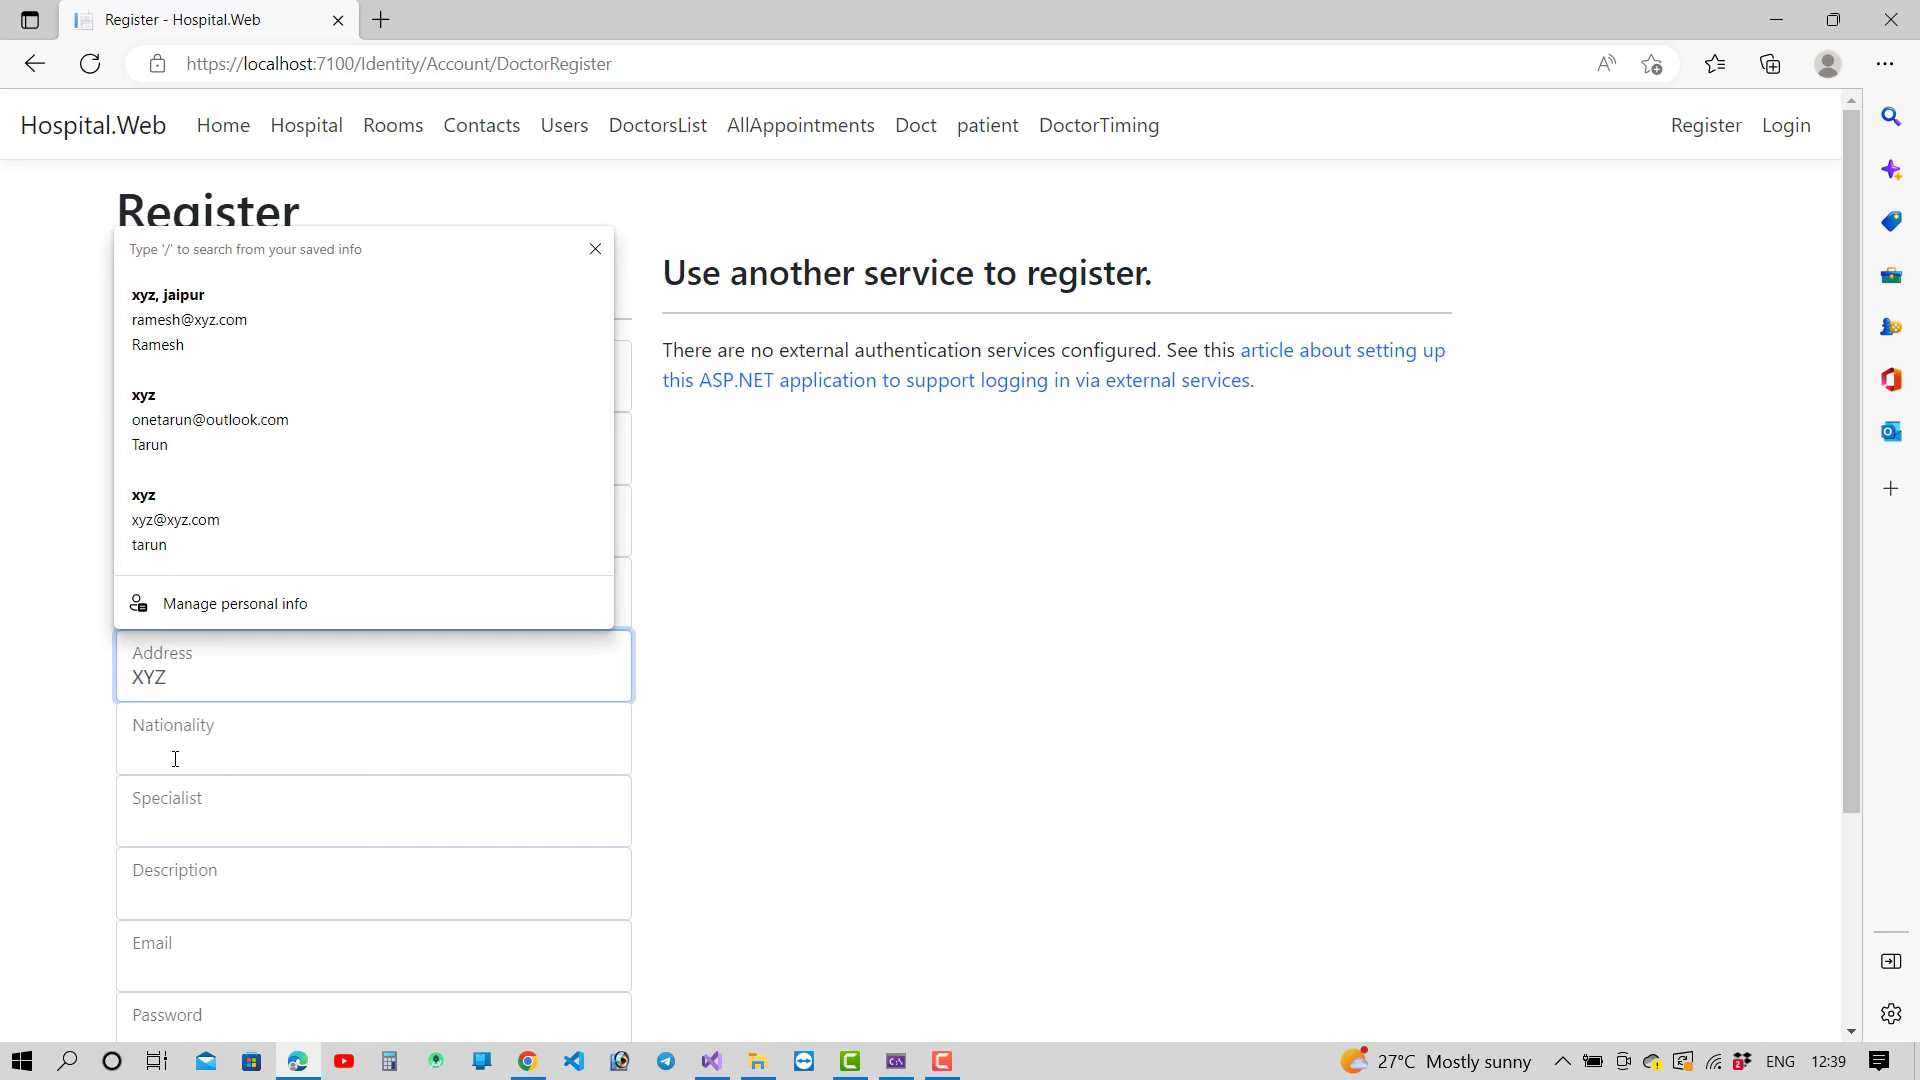 Register - Hospital.Web
https://localhost:7100/Identity/Account/DoctorRegister
Hospital.Web Home Hospital Rooms Contacts Users DoctorsList AllAppointments Doct patient DoctorTiming Register Login
Register
Type '/' to search from your saved info
xyz, jaipur
ramesh@xyz.com
Ramesh
xyz
onetarun@outlook.com
Tarun
xyz
xyz@xyz.com
tarun
Manage personal info
Address
XYZ
Nationality
Specialist
Description
Email
Password
Use another service to register.
There are no external authentication services configured. See this article about setting up
this ASP.NET application to support logging in via external services.
27°C Mostly sunny ENG 12:39